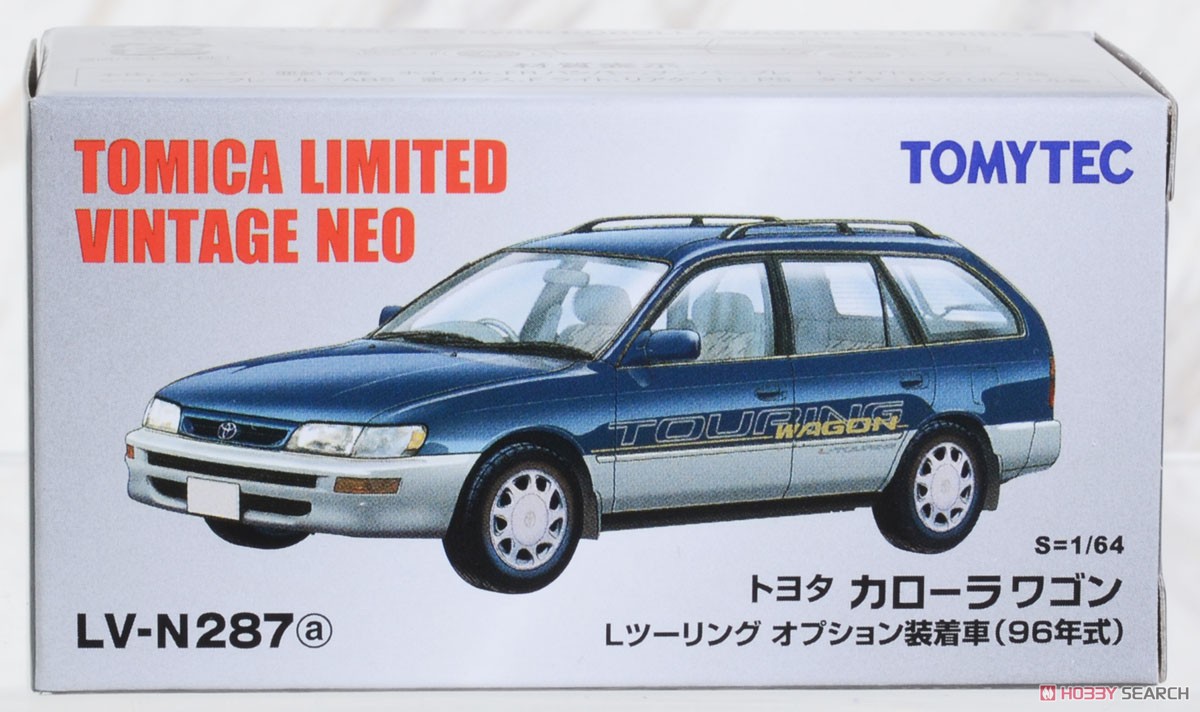 TOMICA LIMITED
VINTAGE NEO
TOMYTEC
TOURING
WAGON
S=1/64
トヨタ カローラワゴン
LV-N287ⓐ
Lツーリング オプション装着車(96年式)
HOBBY SEARCH